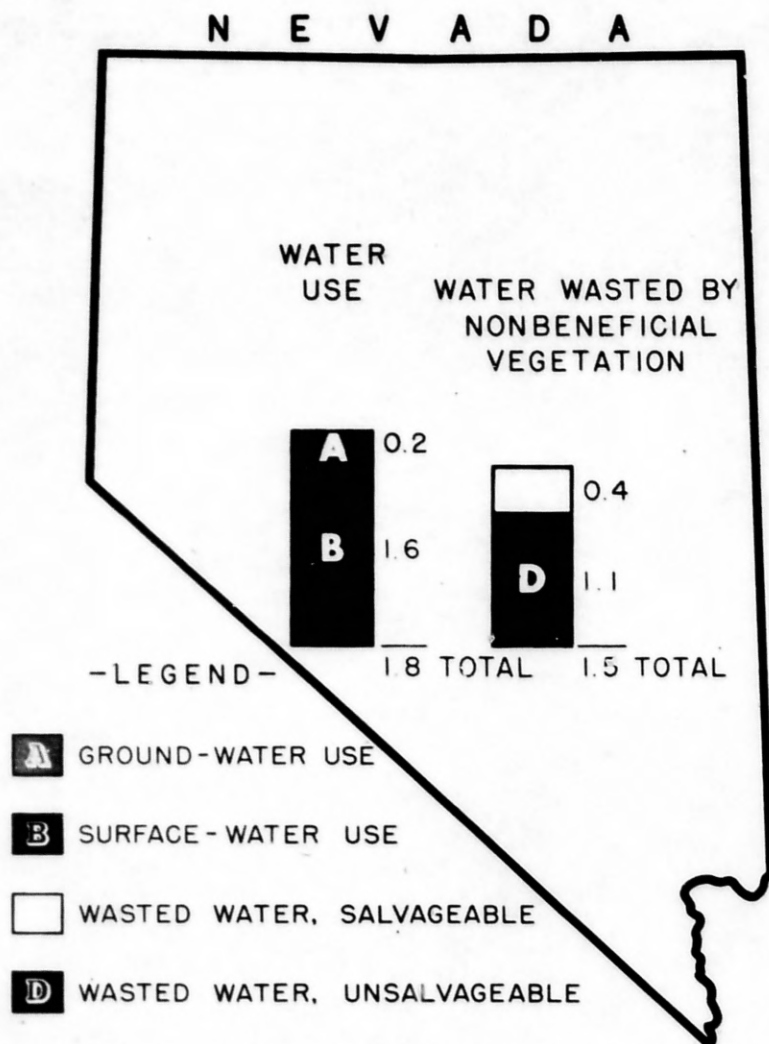 N E V A D A
WATER
USE
WATER WASTED BY
NONBENEFICIAL
VEGETATION
A 0.2
B 1.6
1.8 TOTAL
0.4
D 1.1
1.5 TOTAL
-LEGEND-
A GROUND-WATER USE
B SURFACE-WATER USE
WASTED WATER, SALVAGEABLE
D WASTED WATER, UNSALVAGEABLE